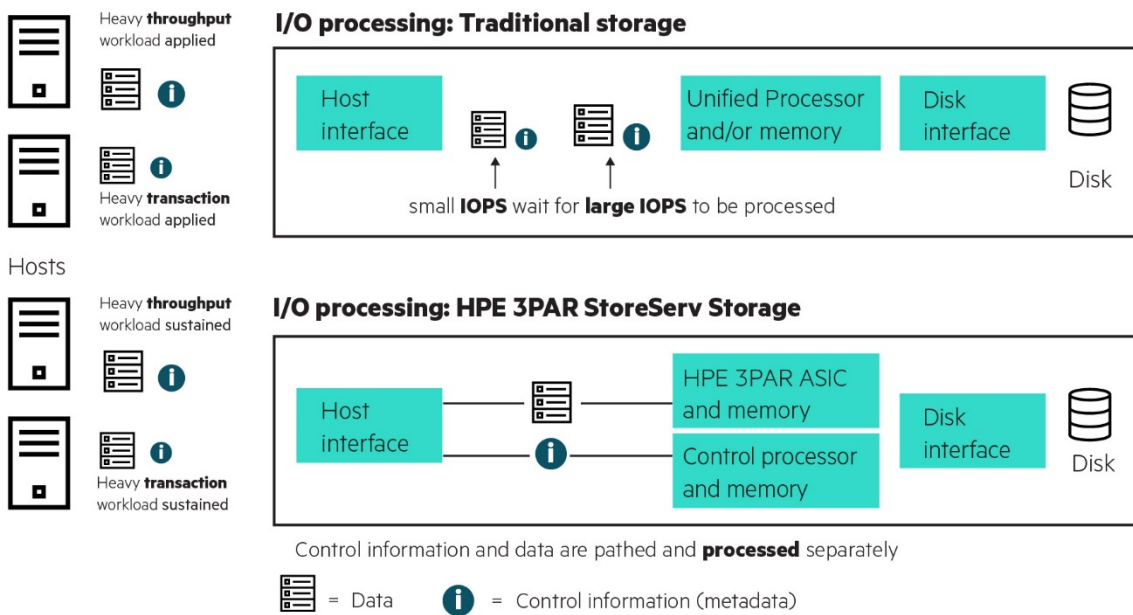 Heavy throughput
workload applied
i
Heavy transaction
workload applied
I/O processing: Traditional storage
Host
interface
i
i
Unified Processor
and/or memory
Disk
interface
Disk
small IOPS wait for large IOPS to be processed
i
Hosts
Heavy throughput
workload sustained
i
Heavy transaction
workload sustained
i
I/O processing: HPE 3PAR StoreServ Storage
Host
interface
i
HPE 3PAR ASIC
and memory
Control processor
and memory
Disk
interface
Disk
Control information and data are pathed and processed separately
= Data
i = Control information (metadata)